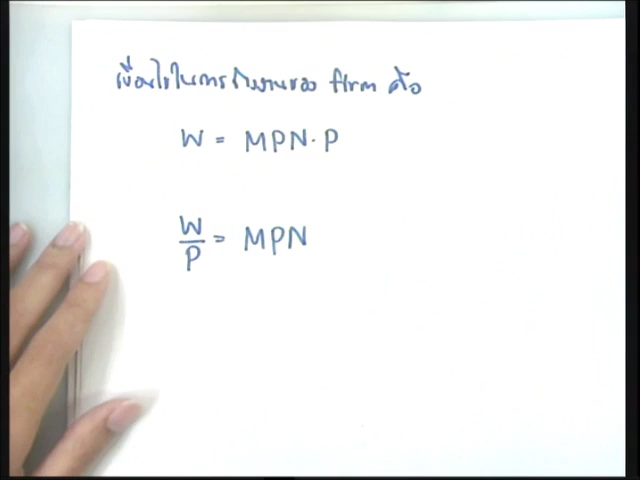 เงื่อนไขในการจ้างงานของ firm คือ
W = MPN · P
W/P = MPN